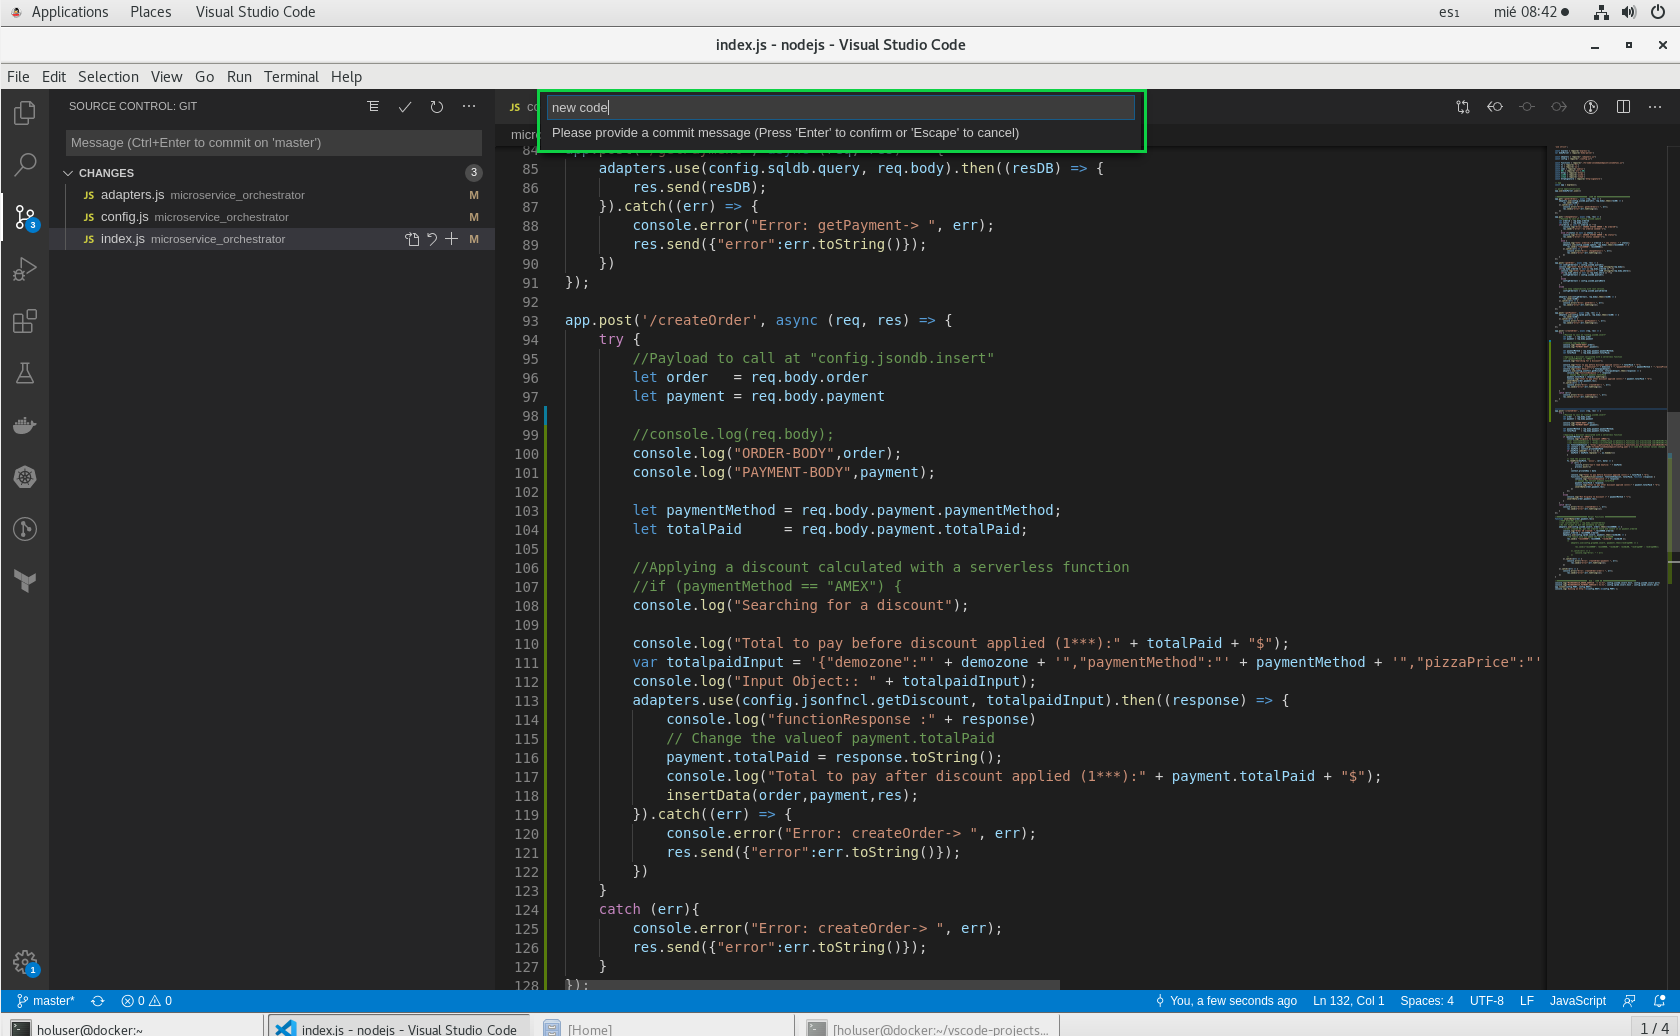 Applications Places Visual Studio Code es1 mié 08:42
index.js - nodejs - Visual Studio Code
File Edit Selection View Go Run Terminal Help
SOURCE CONTROL: GIT
Message (Ctrl+Enter to commit on 'master')
CHANGES 3
JS adapters.js microservice_orchestrator M
JS config.js microservice_orchestrator M
JS index.js microservice_orchestrator M
3
1
JS
new code
Please provide a commit message (Press 'Enter' to confirm or 'Escape' to cancel)
84
85 adapters.use(config.sqldb.query, req.body).then((resDB) => {
86 res.send(resDB);
87 }).catch((err) => {
88 console.error("Error: getPayment-> ", err);
89 res.send({"error":err.toString()});
90 })
91 });
92
93 app.post('/createOrder', async (req, res) => {
94 try {
95 //Payload to call at "config.jsondb.insert"
96 let order = req.body.order
97 let payment = req.body.payment
98
99 //console.log(req.body);
100 console.log("ORDER-BODY",order);
101 console.log("PAYMENT-BODY",payment);
102
103 let paymentMethod = req.body.payment.paymentMethod;
104 let totalPaid = req.body.payment.totalPaid;
105
106 //Applying a discount calculated with a serverless function
107 //if (paymentMethod == "AMEX") {
108 console.log("Searching for a discount");
109
110 console.log("Total to pay before discount applied (1***):" + totalPaid + "$");
111 var totalpaidInput = '{"demozone":"' + demozone + '","paymentMethod":"' + paymentMethod + '","pizzaPrice":"'
112 console.log("Input Object:: " + totalpaidInput);
113 adapters.use(config.jsonfncl.getDiscount, totalpaidInput).then((response) => {
114 console.log("functionResponse :" + response)
115 // Change the valueof payment.totalPaid
116 payment.totalPaid = response.toString();
117 console.log("Total to pay after discount applied (1***):" + payment.totalPaid + "$");
118 insertData(order,payment,res);
119 }).catch((err) => {
120 console.error("Error: createOrder-> ", err);
121 res.send({"error":err.toString()});
122 })
123 }
124 catch (err){
125 console.error("Error: createOrder-> ", err);
126 res.send({"error":err.toString()});
127 }
128 });
master* 0 0 You, a few seconds ago Ln 132, Col 1 Spaces: 4 UTF-8 LF JavaScript
holuser@docker:~ index.js - nodejs - Visual Studio Code [Home] [holuser@docker:~/vscode-projects... 1 / 4